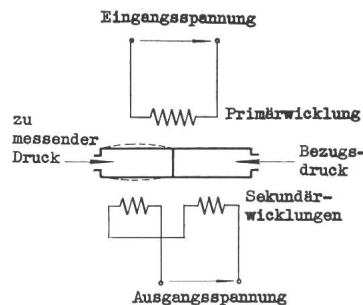 Eingangsspannung
Primärwicklung
zu
messender
Druck
Bezugs-
druck
Sekundär-
wicklungen
Ausgangsspannung